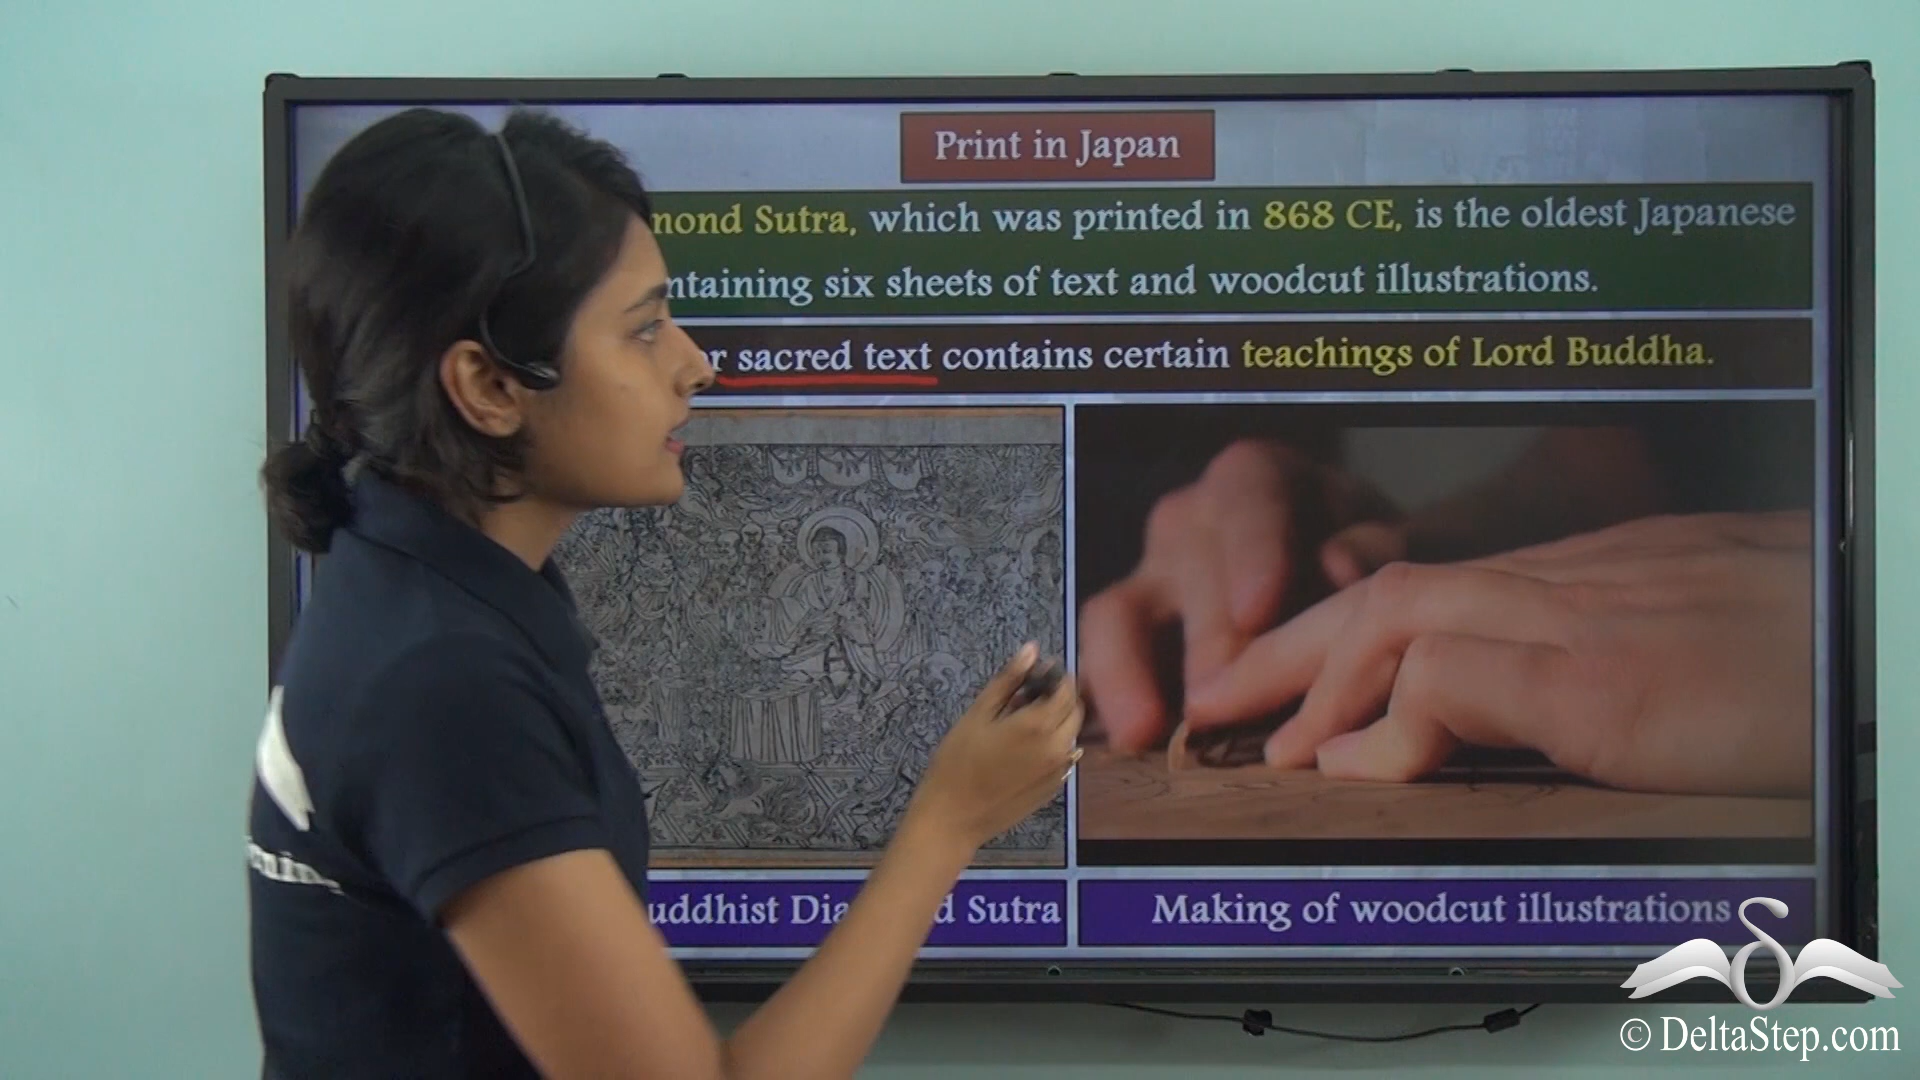 Print in Japan
mond Sutra, which was printed in 868 CE, is the oldest Japanese
ntaining six sheets of text and woodcut illustrations.
r sacred text contains certain teachings of Lord Buddha.
uddhist Dia d Sutra
Making of woodcut illustrations
© DeltaStep.com